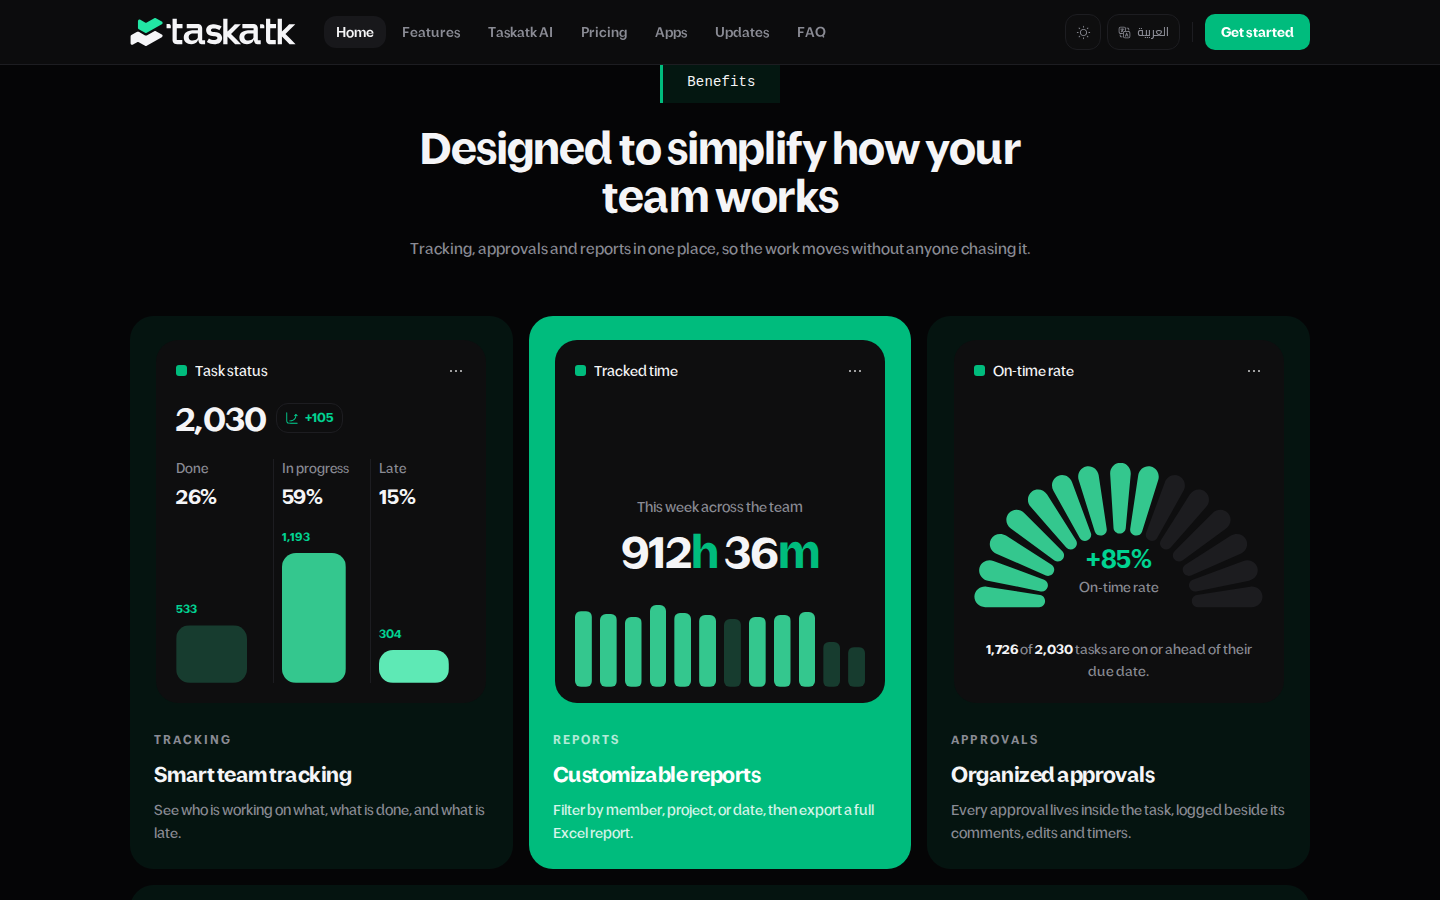 taskatk
Home
Features
Taskatk AI
Pricing
Apps
Updates
FAQ
العربية
Get started
Benefits
Designed to simplify how your
team works
Tracking, approvals and reports in one place, so the work moves without anyone chasing it.
Task status
2,030
+105
Done
In progress
Late
26%
59%
15%
1,193
533
304
TRACKING
Smart team tracking
See who is working on what, what is done, and what is
late.
Tracked time
This week across the team
912h 36m
REPORTS
Customizable reports
Filter by member, project, or date, then export a full
Excel report.
On-time rate
+85%
On-time rate
1,726 of 2,030 tasks are on or ahead of their
due date.
APPROVALS
Organized approvals
Every approval lives inside the task, logged beside its
comments, edits and timers.